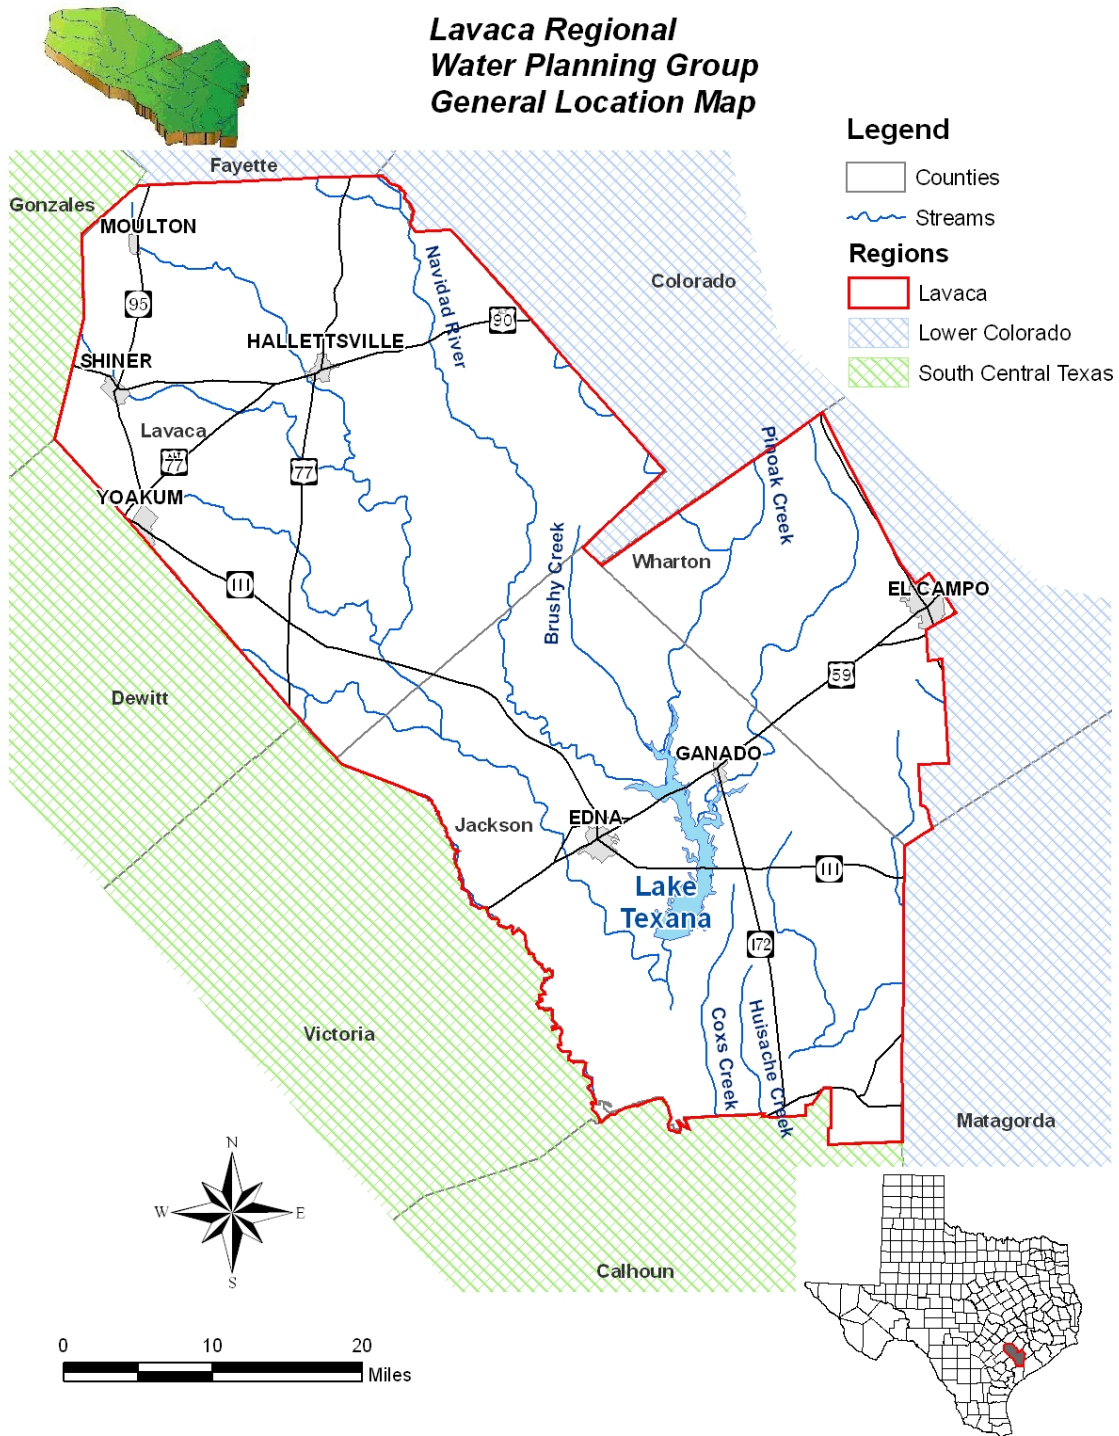 Lavaca Regional
Water Planning Group
General Location Map
Legend
Counties
Streams
Regions
Lavaca
Lower Colorado
South Central Texas
Fayette
Gonzales
MOULTON
Navidad River
Colorado
95
90
HALLETTSVILLE
SHINER
Lavaca
ALT
77
77
YOAKUM
Pinoak Creek
Brushy Creek
Wharton
111
EL CAMPO
59
Dewitt
GANADO
EDNA
Jackson
111
Lake
Texana
172
Coxs Creek
Huisache Creek
Victoria
Matagorda
Calhoun
N
W
E
S
0
10
20
Miles